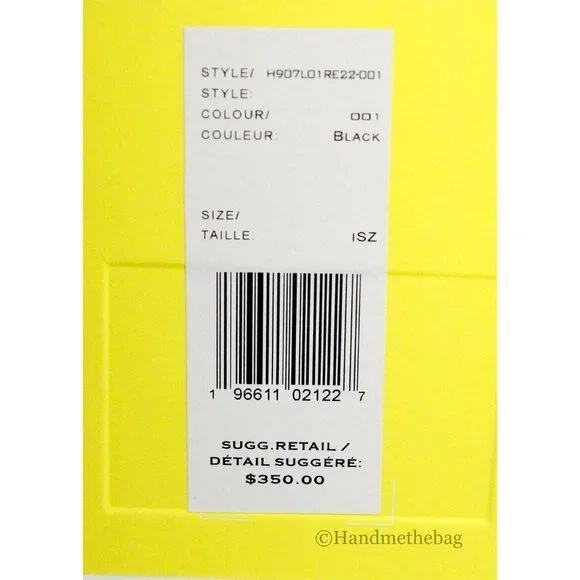 STYLE/ H907L01RE22-001
STYLE:
COLOUR/ 001
COULEUR: BLACK
SIZE/
TAILLE: 1SZ
1 96611 02122 7
SUGG.RETAIL /
DÉTAIL SUGGÉRÉ:
$350.00
©Handmethebag